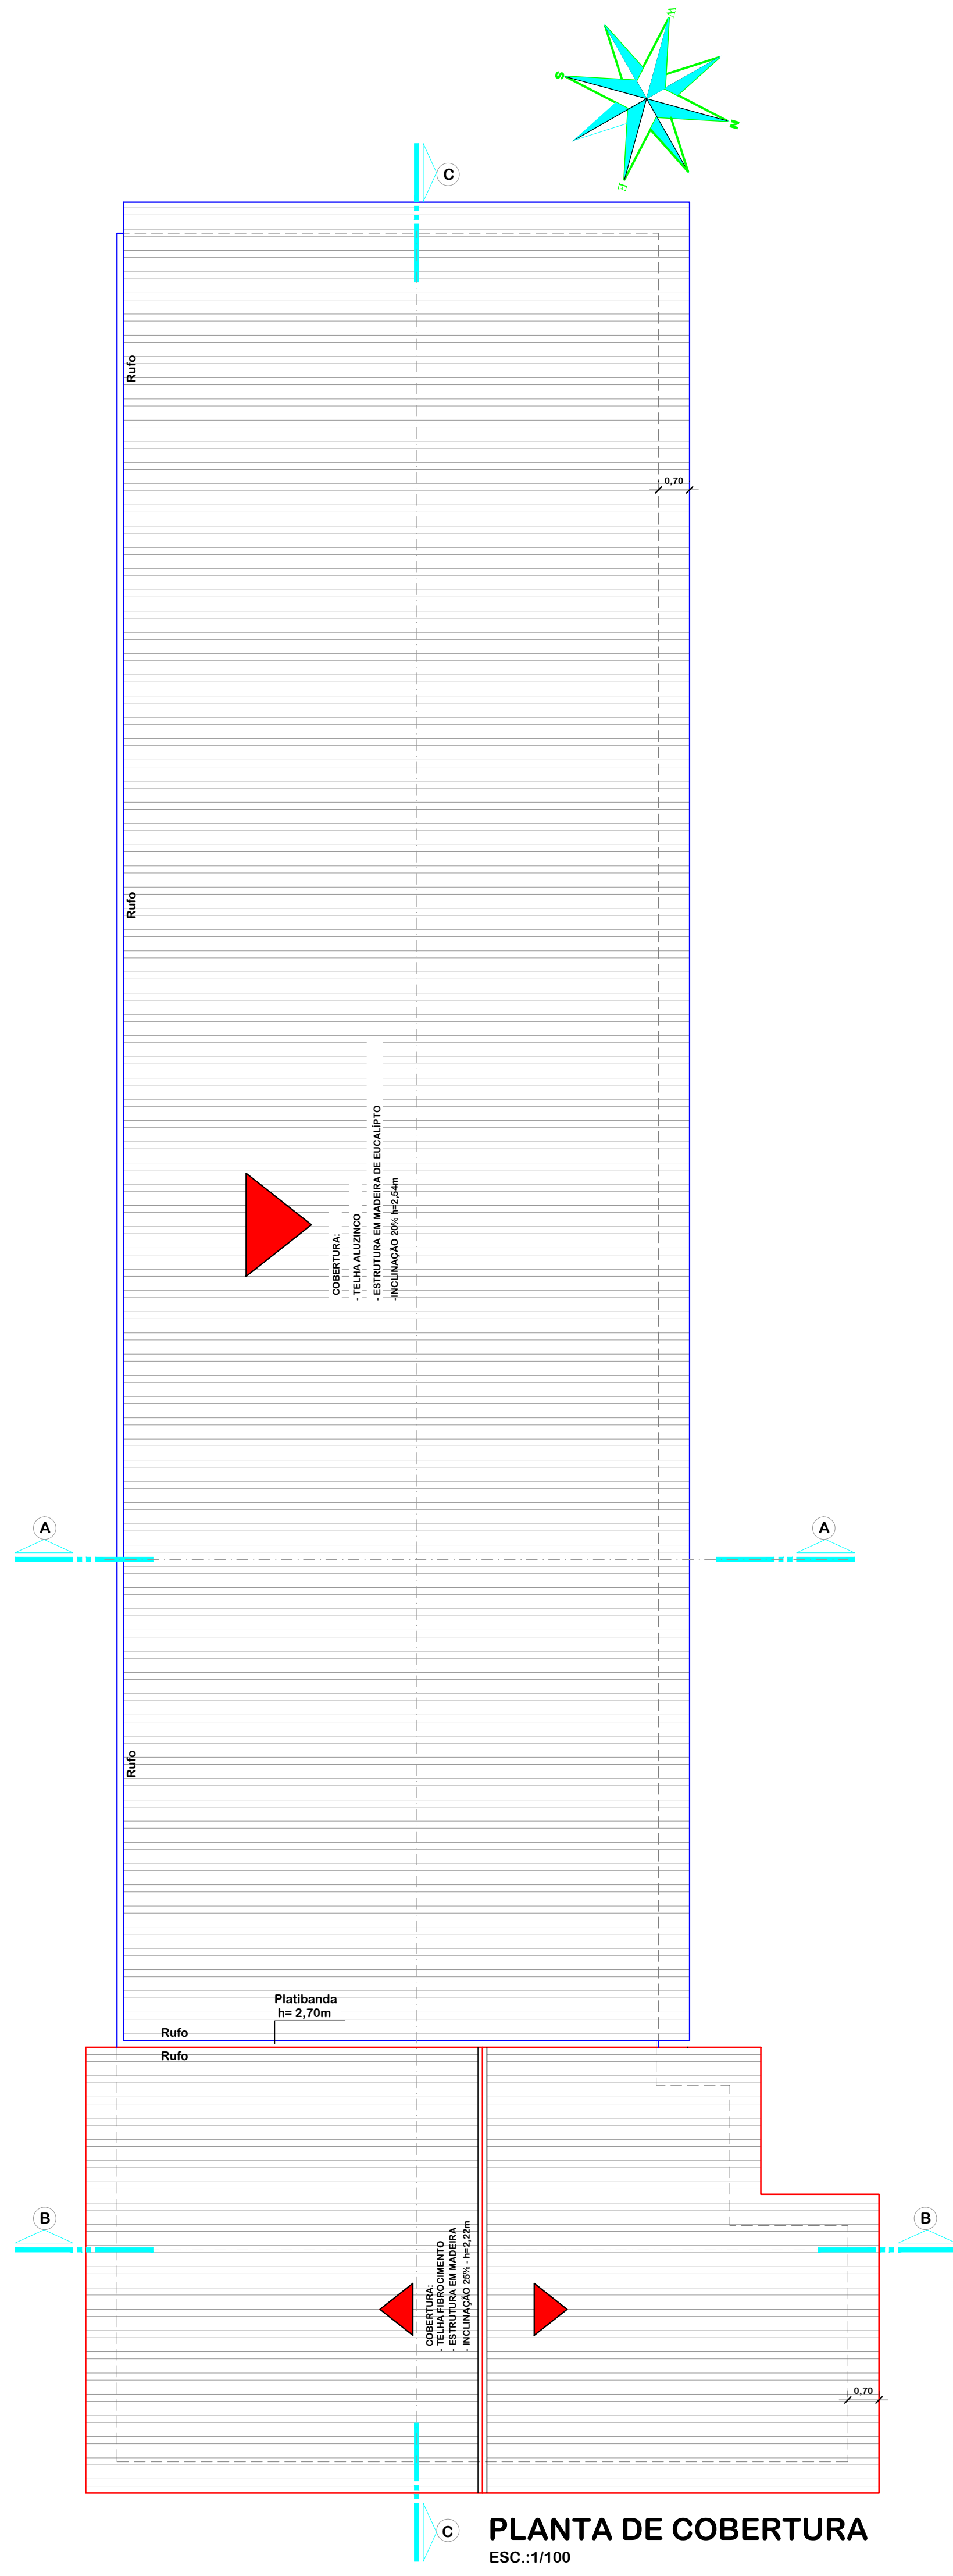 W
S
N
E
C
Rufo
0,70
Rufo
COBERTURA:
- TELHA ALUZINCO
- ESTRUTURA EM MADEIRA DE EUCALIPTO
-INCLINAÇÃO 20% h=2,54m
A
A
Rufo
Platibanda
h= 2,70m
Rufo
Rufo
B
B
COBERTURA:
- TELHA FIBROCIMENTO
- ESTRUTURA EM MADEIRA
- INCLINAÇÃO 25% - h=2,22m
0,70
C
PLANTA DE COBERTURA
ESC.:1/100